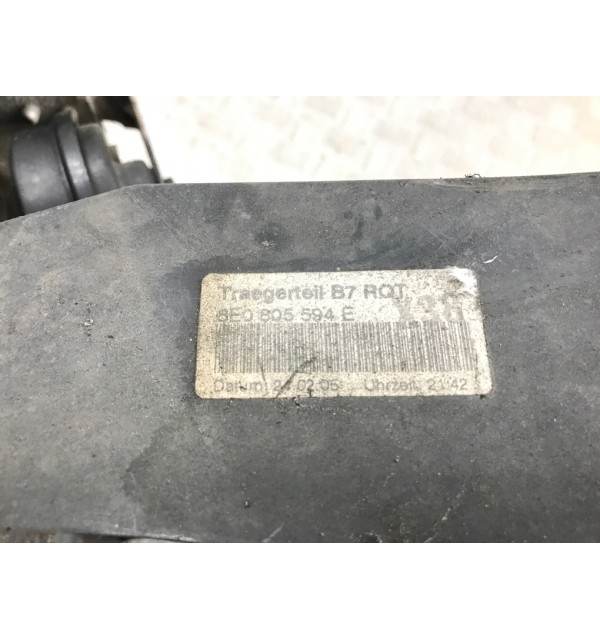 Traegerteil B7 ROT
8E0 805 594 E
Datum: 24.02.05 Uhrzeit: 21:42